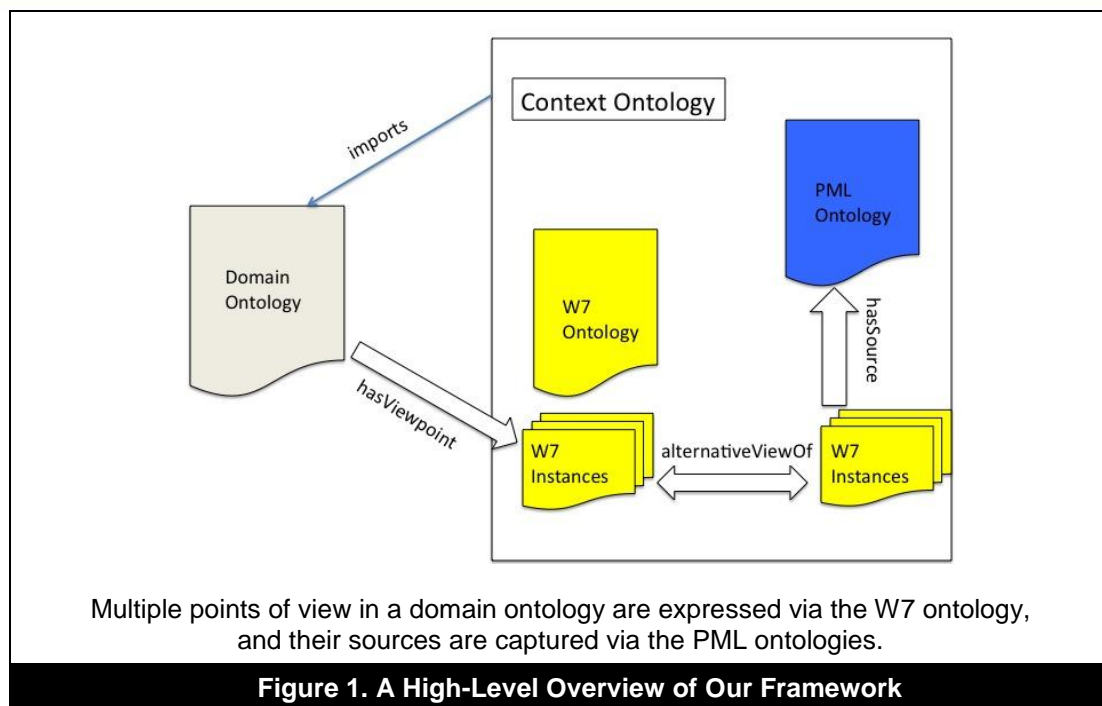 Context Ontology
imports
PML
Ontology
Domain
Ontology
W7
Ontology
hasSource
hasViewpoint
W7
Instances
alternativeViewOf
W7
Instances
Multiple points of view in a domain ontology are expressed via the W7 ontology,
and their sources are captured via the PML ontologies.
Figure 1. A High-Level Overview of Our Framework